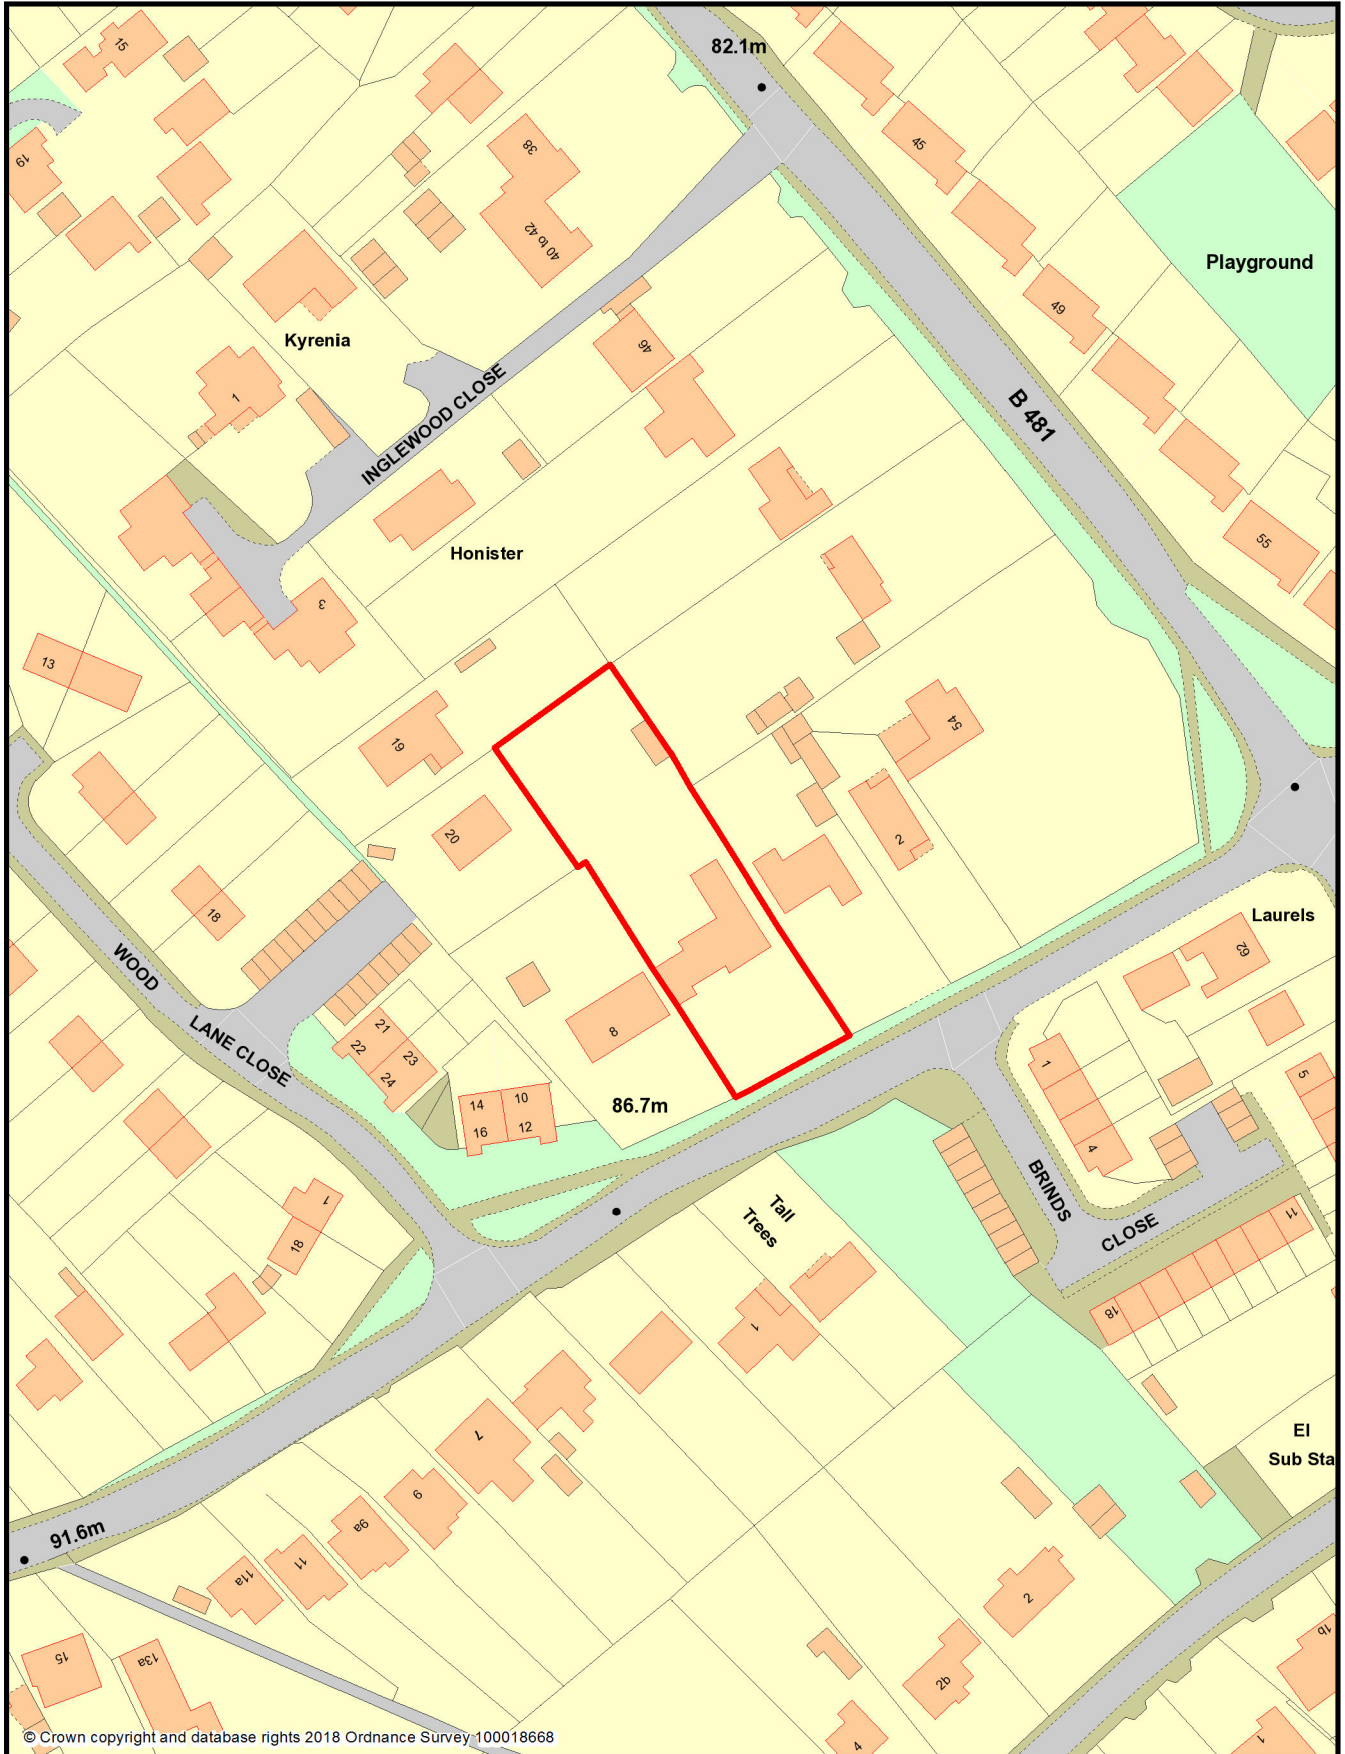 82.1m
15
19
38
40 to 42
45
Playground
49
46
Kyrenia
1
INGLEWOOD CLOSE
B 481
55
Honister
3
13
19
54
20
2
18
Laurels
62
WOOD
LANE CLOSE
21
22
23
24
8
86.7m
14
10
16
12
1
4
5
BRINDS
CLOSE
11
18
Tall
Trees
1
18
1
7
El
Sub Sta
91.6m
9
9a
11
11a
15
13a
2
2b
4
1b
1
© Crown copyright and database rights 2018 Ordnance Survey 100018668